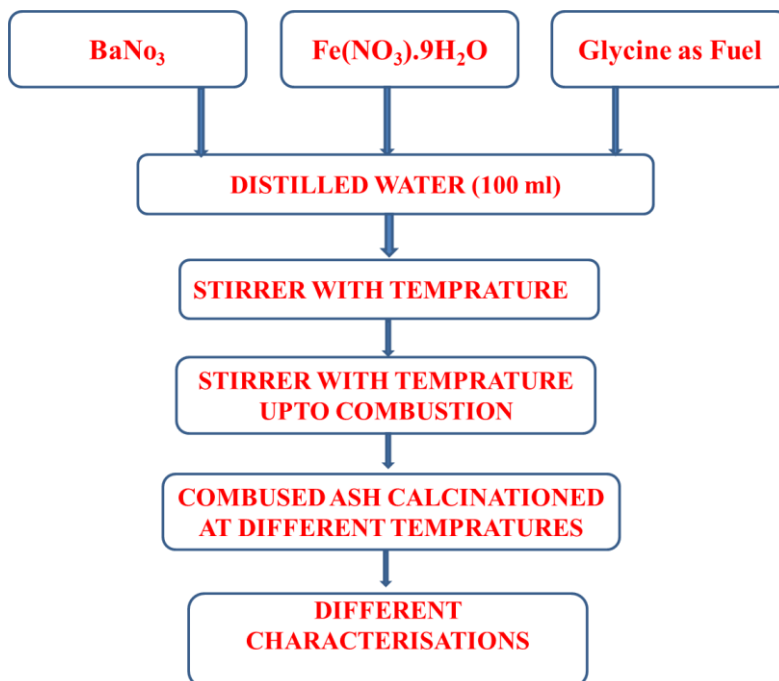 BaNo₃
Fe(NO₃).9H₂O
Glycine as Fuel
DISTILLED WATER (100 ml)
STIRRER WITH TEMPRATURE
STIRRER WITH TEMPRATURE
UPTO COMBUSTION
COMBUSED ASH CALCINATIONED
AT DIFFERENT TEMPRATURES
DIFFERENT
CHARACTERISATIONS